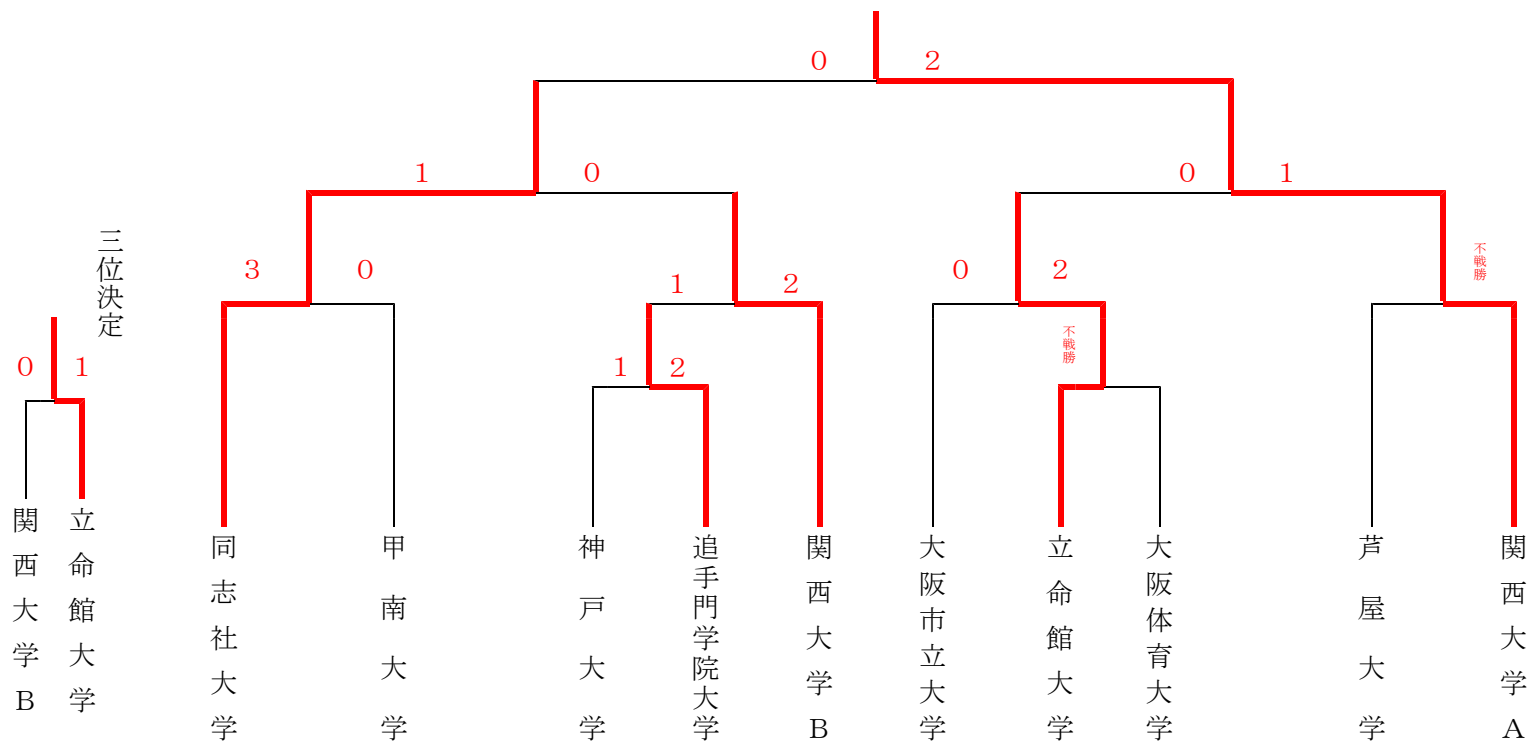 ０ ２
１ ０
０ １
三位決定
３ ０
１ ２
０ ２
不戦勝
０ １
１ ２
不戦勝
関西大学Ｂ
立命館大学
同志社大学
甲南大学
神戸大学
追手門学院大学
関西大学Ｂ
大阪市立大学
立命館大学
大阪体育大学
芦屋大学
関西大学Ａ